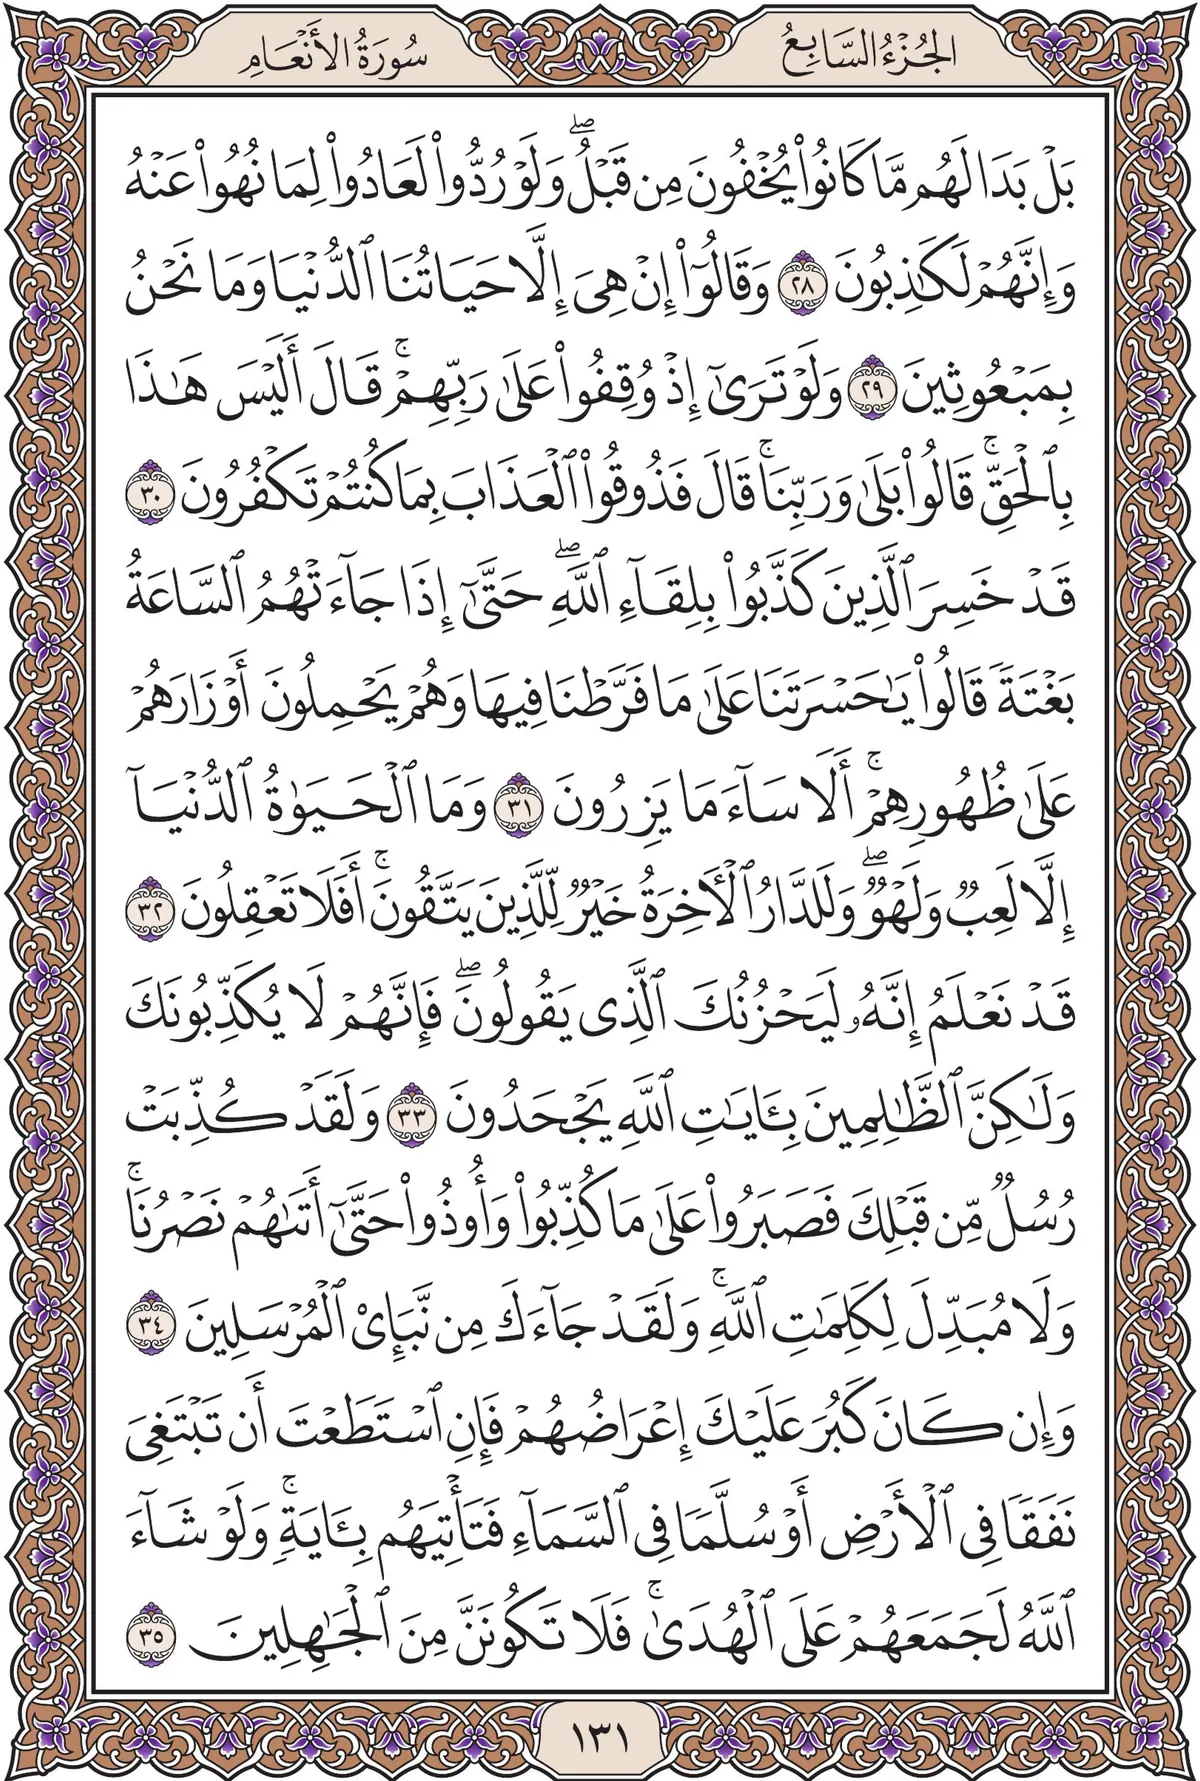 الجُزْءُ السَّابِعُ
سُورَةُ الأَنْعَامِ
بَلْ بَدَا لَهُم مَّا كَانُوا۟ يُخْفُونَ مِن قَبْلُ ۖ وَلَوْ رُدُّوا۟ لَعَادُوا۟ لِمَا نُهُوا۟ عَنْهُ
وَإِنَّهُمْ لَكَـٰذِبُونَ ٢٨ وَقَالُوٓا۟ إِنْ هِىَ إِلَّا حَيَاتُنَا ٱلدُّنْيَا وَمَا نَحْنُ
بِمَبْعُوثِينَ ٢٩ وَلَوْ تَرَىٰٓ إِذْ وُقِفُوا۟ عَلَىٰ رَبِّهِمْ ۚ قَالَ أَلَيْسَ هَـٰذَا
بِٱلْحَقِّ ۚ قَالُوا۟ بَلَىٰ وَرَبِّنَا ۚ قَالَ فَذُوقُوا۟ ٱلْعَذَابَ بِمَا كُنتُمْ تَكْفُرُونَ ٣٠
قَدْ خَسِرَ ٱلَّذِينَ كَذَّبُوا۟ بِلِقَآءِ ٱللَّهِ ۖ حَتَّىٰٓ إِذَا جَآءَتْهُمُ ٱلسَّاعَةُ
بَغْتَةً قَالُوا۟ يَـٰحَسْرَتَنَا عَلَىٰ مَا فَرَّطْنَا فِيهَا وَهُمْ يَحْمِلُونَ أَوْزَارَهُمْ
عَلَىٰ ظُهُورِهِمْ ۚ أَلَا سَآءَ مَا يَزِرُونَ ٣١ وَمَا ٱلْحَيَوٰةُ ٱلدُّنْيَآ
إِلَّا لَعِبٌ وَلَهْوٌ ۖ وَلَلدَّارُ ٱلْـَٔاخِرَةُ خَيْرٌ لِّلَّذِينَ يَتَّقُونَ ۚ أَفَلَا تَعْقِلُونَ ٣٢
قَدْ نَعْلَمُ إِنَّهُۥ لَيَحْزُنُكَ ٱلَّذِى يَقُولُونَ ۖ فَإِنَّهُمْ لَا يُكَذِّبُونَكَ
وَلَـٰكِنَّ ٱلظَّـٰلِمِينَ بِـَٔايَـٰتِ ٱللَّهِ يَجْحَدُونَ ٣٣ وَلَقَدْ كُذِّبَتْ
رُسُلٌ مِّن قَبْلِكَ فَصَبَرُوا۟ عَلَىٰ مَا كُذِّبُوا۟ وَأُوذُوا۟ حَتَّىٰٓ أَتَىٰهُمْ نَصْرُنَا ۚ
وَلَا مُبَدِّلَ لِكَلِمَـٰتِ ٱللَّهِ ۚ وَلَقَدْ جَآءَكَ مِن نَّبَإِى۟ ٱلْمُرْسَلِينَ ٣٤
وَإِن كَانَ كَبُرَ عَلَيْكَ إِعْرَاضُهُمْ فَإِنِ ٱسْتَطَعْتَ أَن تَبْتَغِىَ
نَفَقًا فِى ٱلْأَرْضِ أَوْ سُلَّمًا فِى ٱلسَّمَآءِ فَتَأْتِيَهُم بِـَٔايَةٍ ۚ وَلَوْ شَآءَ
ٱللَّهُ لَجَمَعَهُمْ عَلَى ٱلْهُدَىٰ ۚ فَلَا تَكُونَنَّ مِنَ ٱلْجَـٰهِلِينَ ٣٥
١٣١